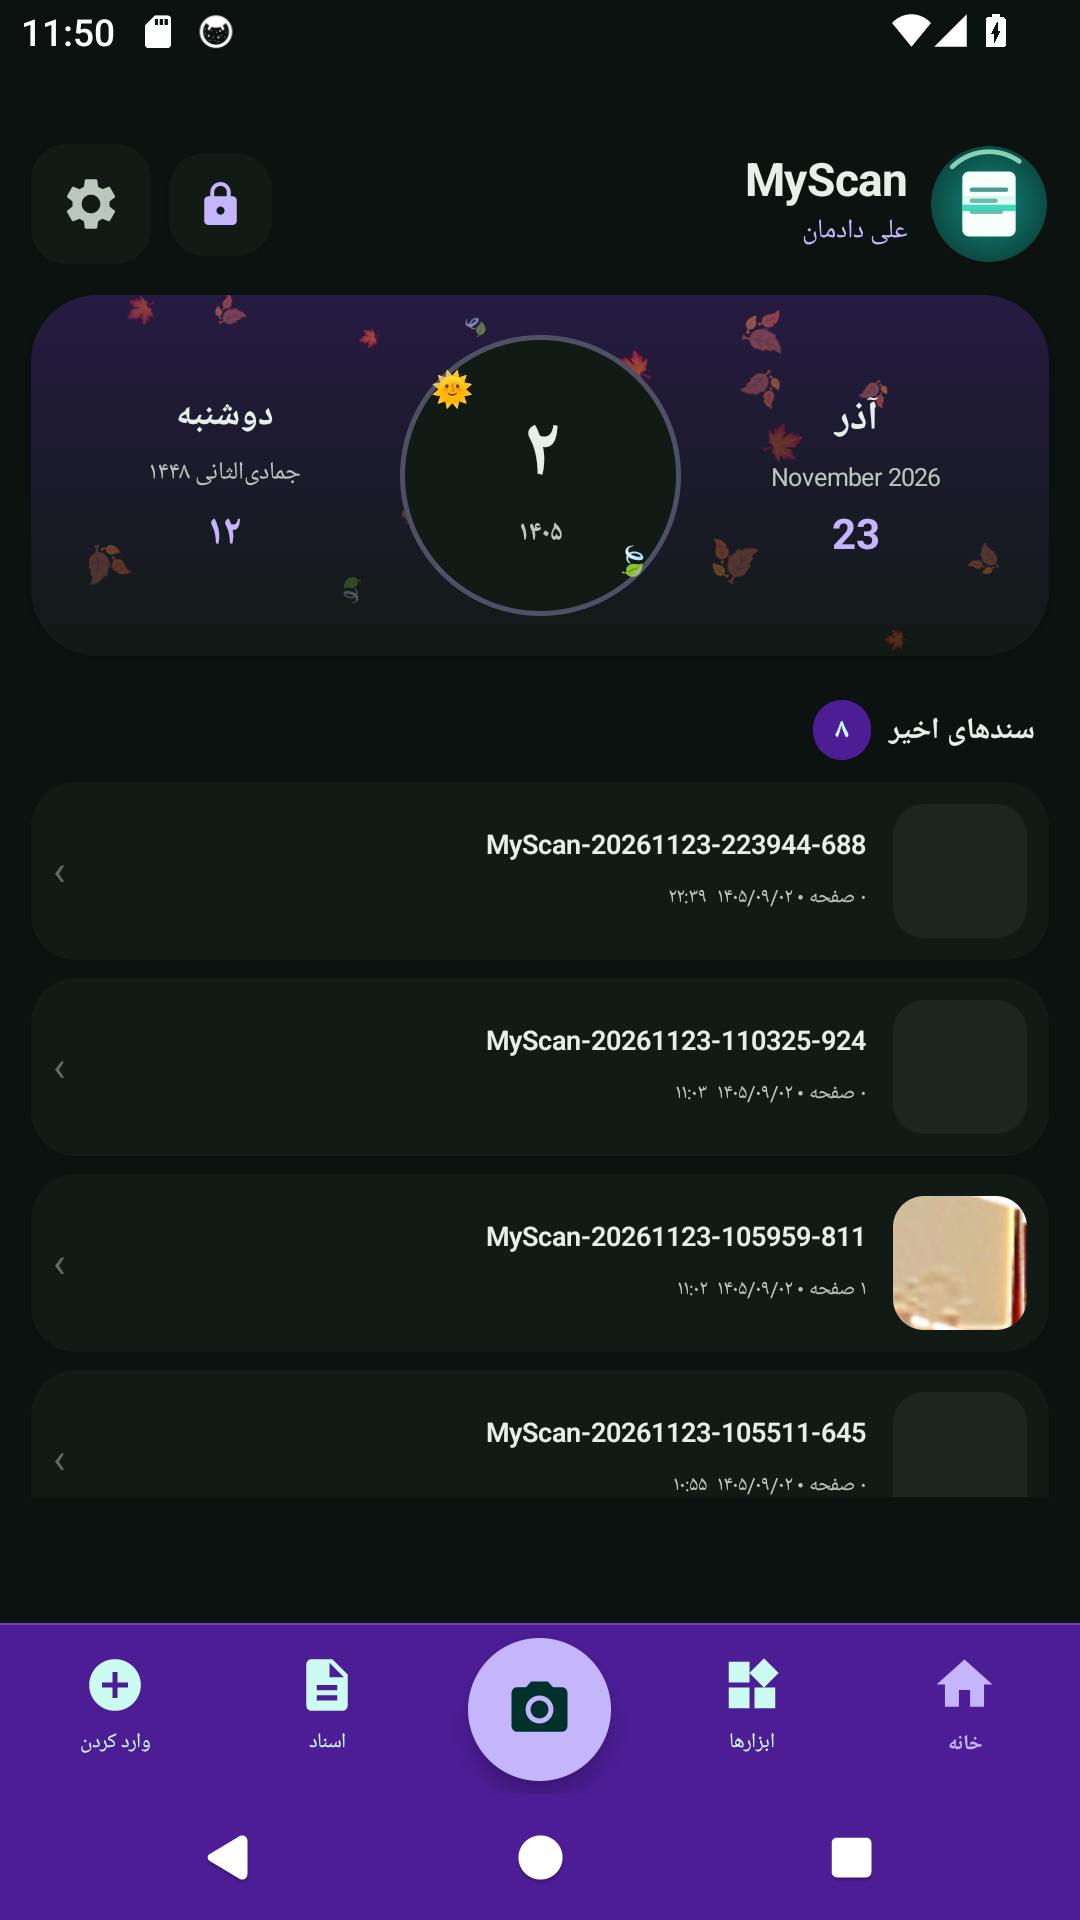 11:50
MyScan
علی دادمان
آذر
November 2026
23
۲
۱۴۰۵
دوشنبه
جمادی‌الثانی ۱۴۴۸
۱۲
سندهای اخیر
۸
MyScan-20261123-223944-688
۰ صفحه • ۱۴۰۵/۰۹/۰۲ ۲۲:۳۹
MyScan-20261123-110325-924
۰ صفحه • ۱۴۰۵/۰۹/۰۲ ۱۱:۰۳
MyScan-20261123-105959-811
۱ صفحه • ۱۴۰۵/۰۹/۰۲ ۱۱:۰۲
MyScan-20261123-105511-645
۰ صفحه • ۱۴۰۵/۰۹/۰۲ ۱۰:۵۵
خانه
ابزارها
اسناد
وارد کردن